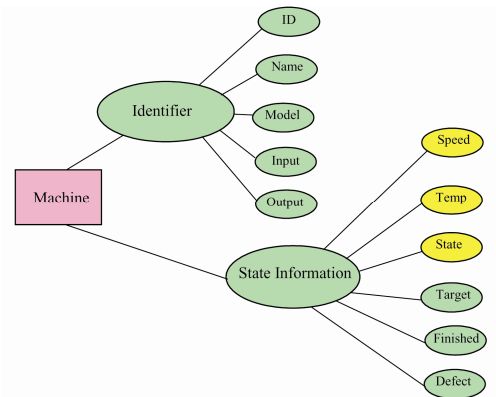 ID
Name
Identifier
Model
Input
Output
Machine
Speed
Temp
State
State Information
Target
Finished
Defect